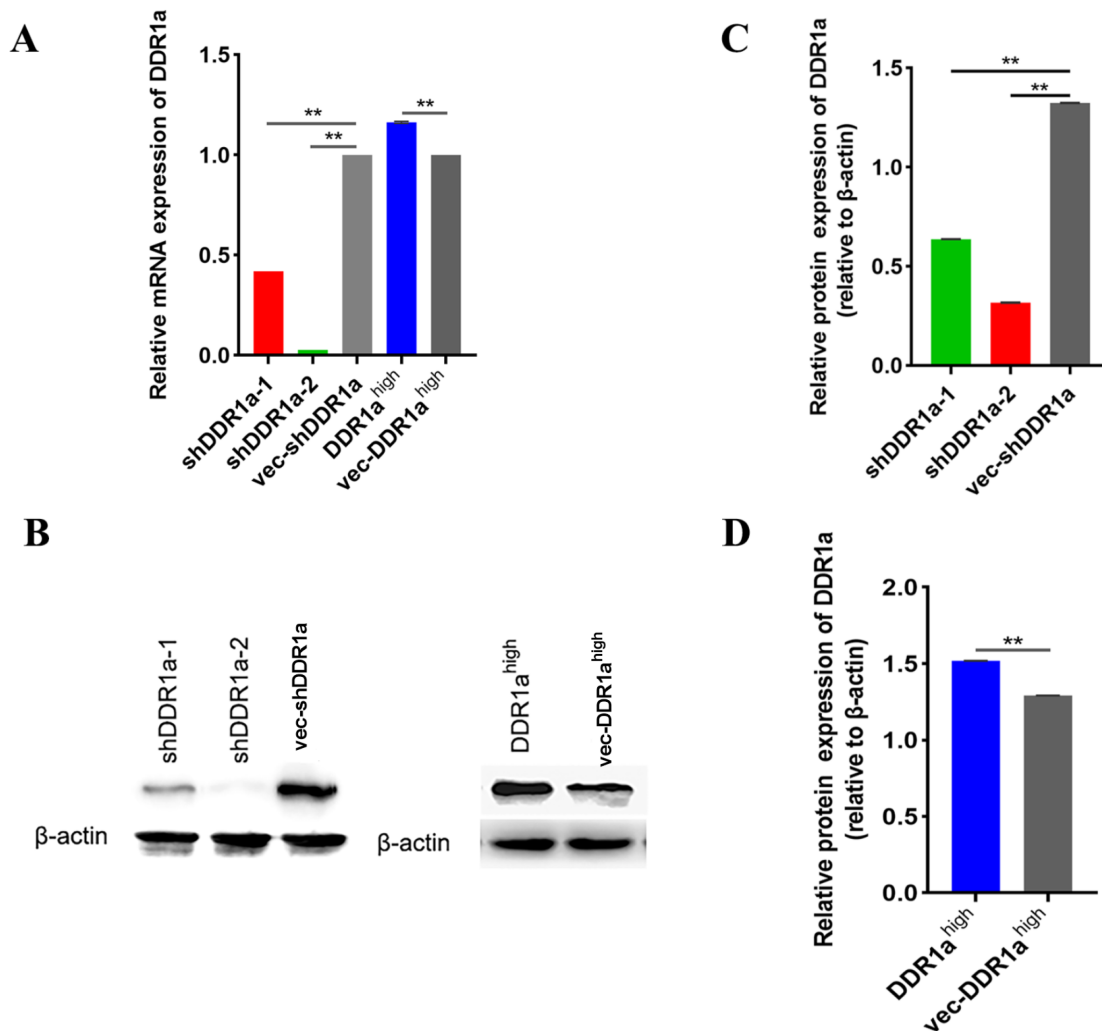 A
Relative mRNA expression of DDR1a
1.5
1.0
0.5
0.0
**
**
**
shDDR1a-1
shDDR1a-2
vec-shDDR1a
DDR1a^high
vec-DDR1a^high
C
Relative protein expression of DDR1a
(relative to β-actin)
1.5
1.0
0.5
0.0
**
**
shDDR1a-1
shDDR1a-2
vec-shDDR1a
B
shDDR1a-1
shDDR1a-2
vec-shDDR1a
β-actin
DDR1a^high
vec-DDR1a^high
β-actin
D
Relative protein expression of DDR1a
(relative to β-actin)
2.0
1.5
1.0
0.5
0.0
**
DDR1a^high
vec-DDR1a^high